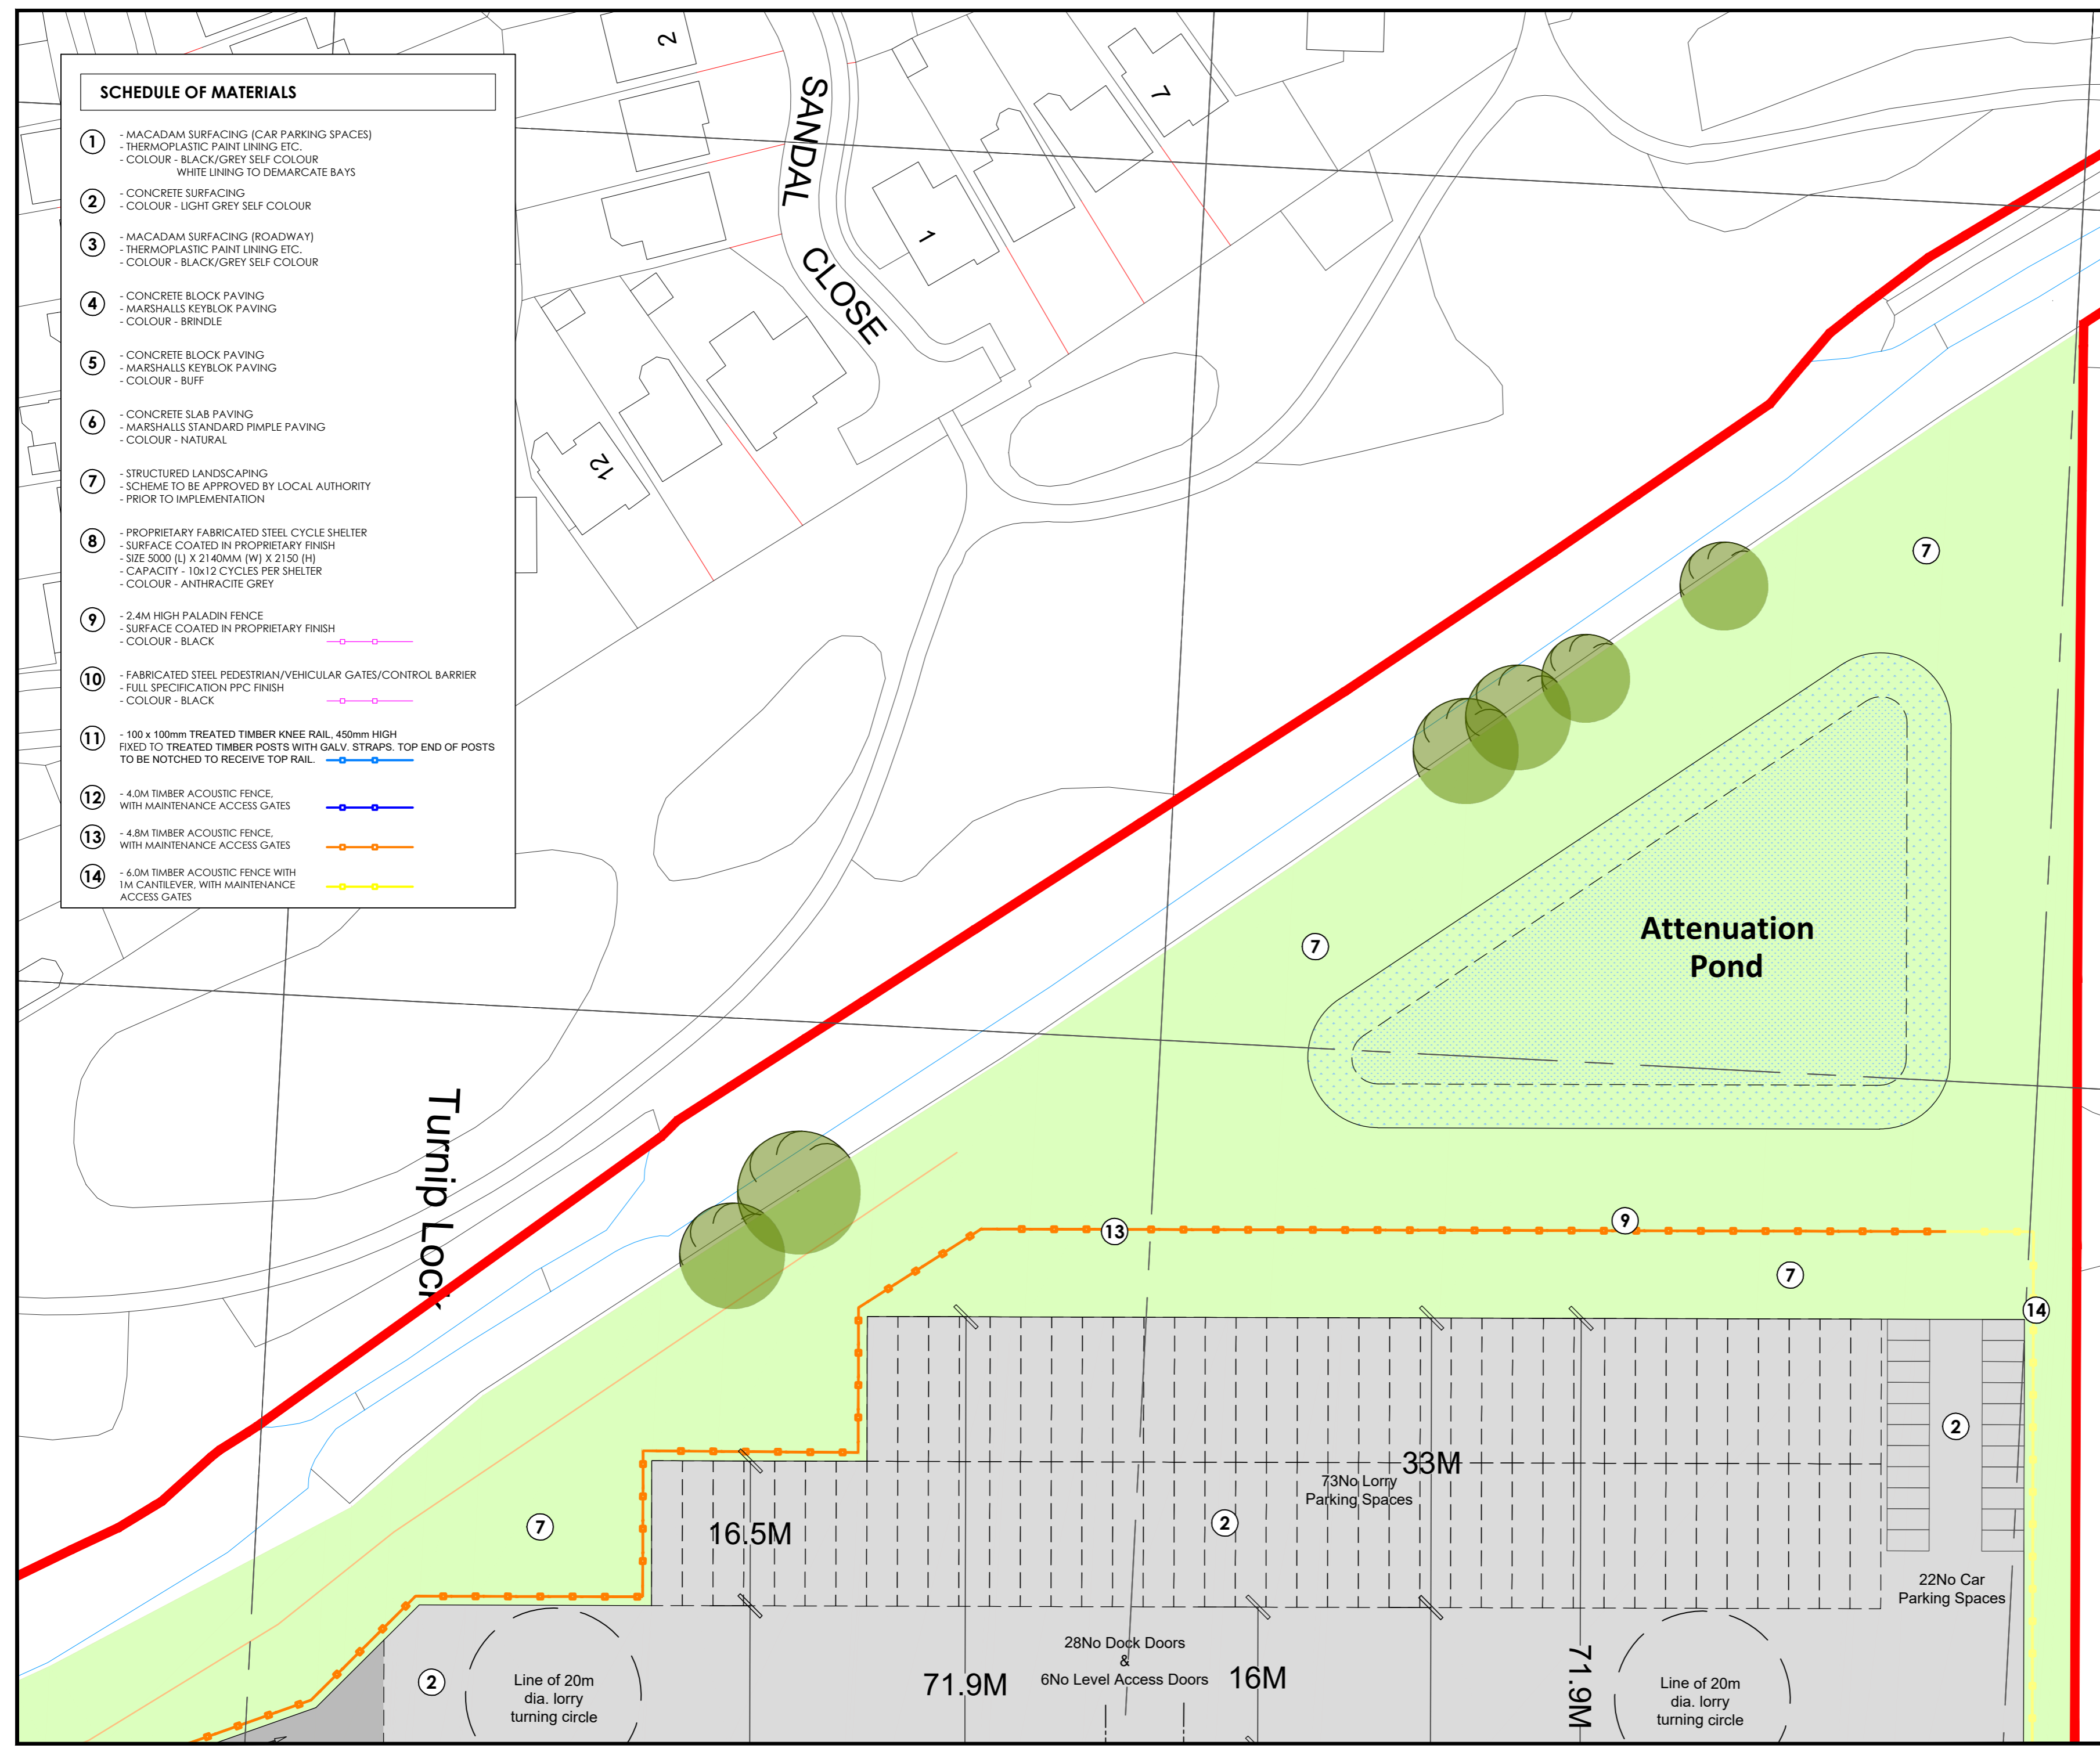 SCHEDULE OF MATERIALS
1
- MACADAM SURFACING (CAR PARKING SPACES)
- THERMOPLASTIC PAINT LINING ETC.
- COLOUR - BLACK/GREY SELF COLOUR
WHITE LINING TO DEMARCATE BAYS
2
- CONCRETE SURFACING
- COLOUR - LIGHT GREY SELF COLOUR
3
- MACADAM SURFACING (ROADWAY)
- THERMOPLASTIC PAINT LINING ETC.
- COLOUR - BLACK/GREY SELF COLOUR
4
- CONCRETE BLOCK PAVING
- MARSHALLS KEYBLOK PAVING
- COLOUR - BRINDLE
5
- CONCRETE BLOCK PAVING
- MARSHALLS KEYBLOK PAVING
- COLOUR - BUFF
6
- CONCRETE SLAB PAVING
- MARSHALLS STANDARD PIMPLE PAVING
- COLOUR - NATURAL
7
- STRUCTURED LANDSCAPING
- SCHEME TO BE APPROVED BY LOCAL AUTHORITY
- PRIOR TO IMPLEMENTATION
8
- PROPRIETARY FABRICATED STEEL CYCLE SHELTER
- SURFACE COATED IN PROPRIETARY FINISH
- SIZE 5000 (L) X 2140MM (W) X 2150 (H)
- CAPACITY - 10x12 CYCLES PER SHELTER
- COLOUR - ANTHRACITE GREY
9
- 2.4M HIGH PALADIN FENCE
- SURFACE COATED IN PROPRIETARY FINISH
- COLOUR - BLACK
10
- FABRICATED STEEL PEDESTRIAN/VEHICULAR GATES/CONTROL BARRIER
- FULL SPECIFICATION PPC FINISH
- COLOUR - BLACK
11
- 100 x 100mm TREATED TIMBER KNEE RAIL, 450mm HIGH
FIXED TO TREATED TIMBER POSTS WITH GALV. STRAPS. TOP END OF POSTS
TO BE NOTCHED TO RECEIVE TOP RAIL.
12
- 4.0M TIMBER ACOUSTIC FENCE,
WITH MAINTENANCE ACCESS GATES
13
- 4.8M TIMBER ACOUSTIC FENCE,
WITH MAINTENANCE ACCESS GATES
14
- 6.0M TIMBER ACOUSTIC FENCE WITH
1M CANTILEVER, WITH MAINTENANCE
ACCESS GATES
2
SANDAL
CLOSE
7
1
12
7
Attenuation
Pond
7
Turnip Lock
13
9
7
14
2
33M
73No Lorry
Parking Spaces
16.5M
2
7
22No Car
Parking Spaces
28No Dock Doors
&
6No Level Access Doors
71.9M
16M
71.9M
2
Line of 20m
dia. lorry
turning circle
Line of 20m
dia. lorry
turning circle